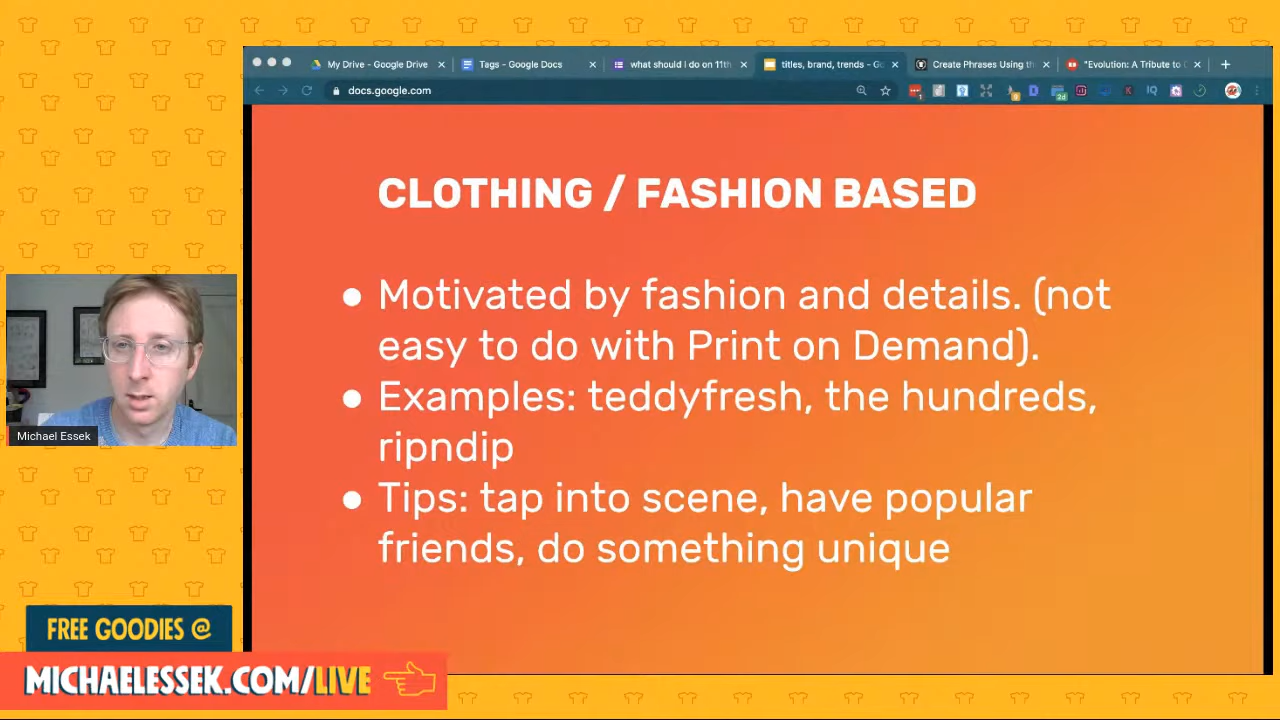 My Drive - Google Drive
Tags - Google Docs
what should I do on 11th
titles, brand, trends - Go
Create Phrases Using th
"Evolution: A Tribute to
docs.google.com
IQ
CLOTHING / FASHION BASED
● Motivated by fashion and details. (not
easy to do with Print on Demand).
● Examples: teddyfresh, the hundreds,
ripndip
● Tips: tap into scene, have popular
friends, do something unique
Michael Essek
FREE GOODIES @
MICHAELESSEK.COM/LIVE